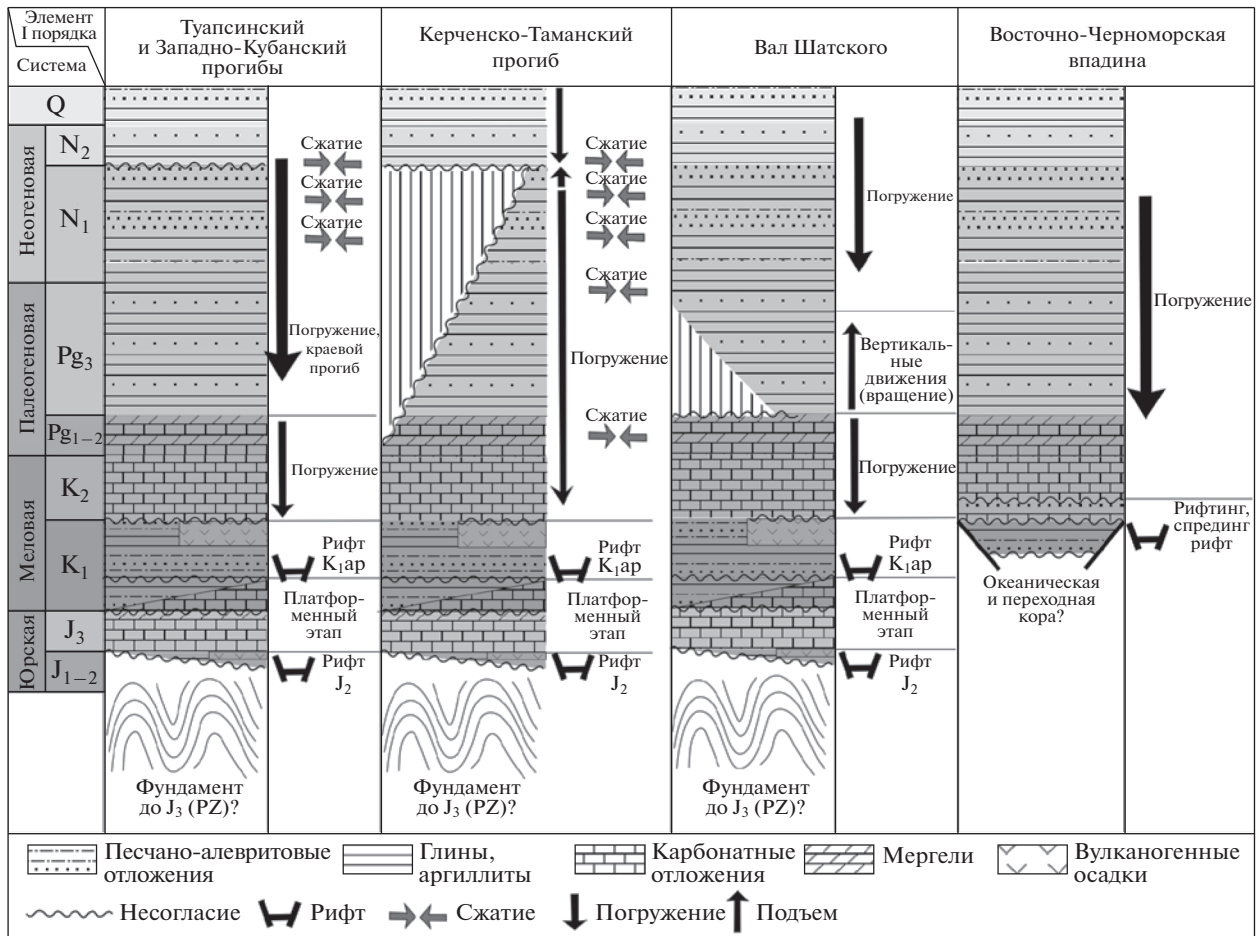 Элемент
I порядка
Система
Туапсинский
и Западно-Кубанский
прогибы
Керченско-Таманский
прогиб
Вал Шатского
Восточно-Черноморская
впадина
Неогеновая
Палеогеновая
Меловая
Юрская
Q
N2
N1
Pg3
Pg1–2
K2
K1
J3
J1–2
Сжатие
Сжатие
Сжатие
Погружение,
краевой
прогиб
Погружение
Рифт
K1ap
Платфор-
менный
этап
Рифт
J2
Фундамент
до J3 (PZ)?
Сжатие
Сжатие
Сжатие
Сжатие
Погружение
Сжатие
Рифт
K1ap
Платфор-
менный
этап
Рифт
J2
Фундамент
до J3 (PZ)?
Погружение
Вертикаль-
ные
движения
(вращение)
Погружение
Рифт
K1ap
Платфор-
менный
этап
Рифт
J2
Фундамент
до J3 (PZ)?
Погружение
Рифтинг,
спрединг
рифт
Океаническая
и переходная
кора?
Песчано-алевритовые
отложения
Глины,
аргиллиты
Карбонатные
отложения
Мергели
Вулканогенные
осадки
Несогласие
Рифт
Сжатие
Погружение
Подъем